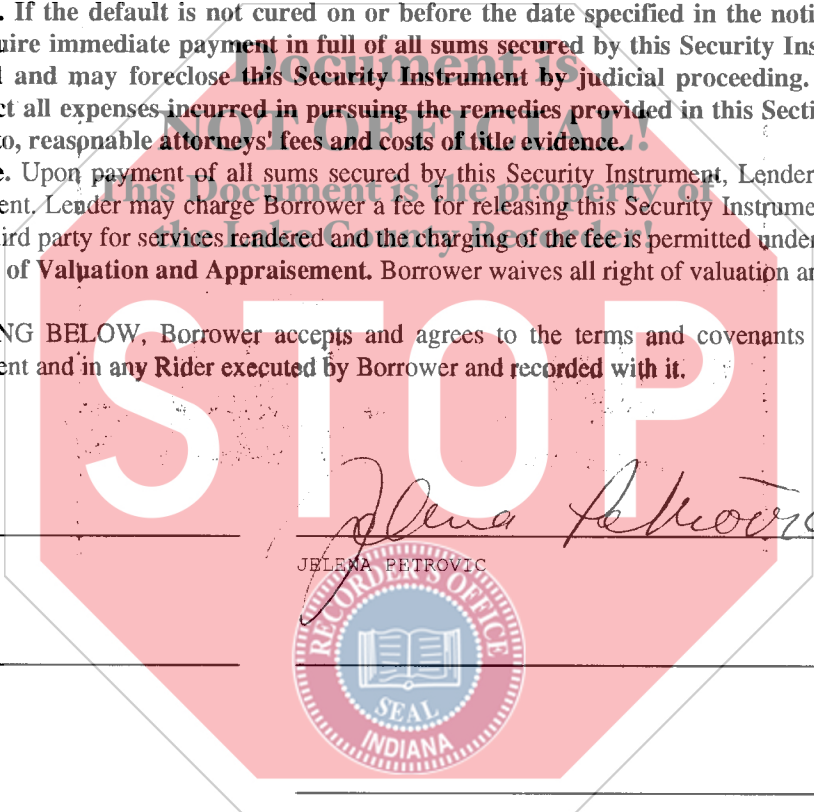 . If the default is not cured on or before the date specified in the noti
uire immediate payment in full of all sums secured by this Security Ins
l and may foreclose this Security Instrument by judicial proceeding.
ct all expenses incurred in pursuing the remedies provided in this Secti
to, reasonable attorneys' fees and costs of title evidence.
e. Upon payment of all sums secured by this Security Instrument, Lender
ent. Lender may charge Borrower a fee for releasing this Security Instrume
ird party for services rendered and the charging of the fee is permitted under
of Valuation and Appraisement. Borrower waives all right of valuation an
NG BELOW, Borrower accepts and agrees to the terms and covenants
ent and in any Rider executed by Borrower and recorded with it.
Document is
NOT OFFICIAL!
This Document is the property of
the Lake County Recorder!
STOP
Jelena Petrovic
JELENA PETROVIC
RECORDER'S OFFICE
SEAL
INDIANA